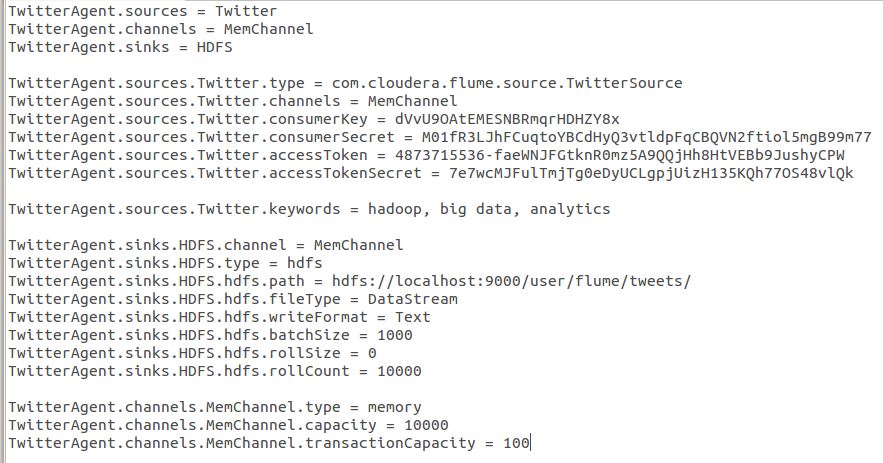 TwitterAgent.sources = Twitter
TwitterAgent.channels = MemChannel
TwitterAgent.sinks = HDFS
TwitterAgent.sources.Twitter.type = com.cloudera.flume.source.TwitterSource
TwitterAgent.sources.Twitter.channels = MemChannel
TwitterAgent.sources.Twitter.consumerKey = dVvU9OAtEMESNBRmqrHDHZY8x
TwitterAgent.sources.Twitter.consumerSecret = M01fR3LJhFCuqtoYBCdHyQ3vtldpFqCBQVN2ftiol5mgB99m77
TwitterAgent.sources.Twitter.accessToken = 4873715536-faeWNJFGtknR0mz5A9QQjHh8HtVEBb9JushyCPW
TwitterAgent.sources.Twitter.accessTokenSecret = 7e7wcMJFulTmjTg0eDyUCLgpjUizH135KQh77OS48vlQk
TwitterAgent.sources.Twitter.keywords = hadoop, big data, analytics
TwitterAgent.sinks.HDFS.channel = MemChannel
TwitterAgent.sinks.HDFS.type = hdfs
TwitterAgent.sinks.HDFS.hdfs.path = hdfs://localhost:9000/user/flume/tweets/
TwitterAgent.sinks.HDFS.hdfs.fileType = DataStream
TwitterAgent.sinks.HDFS.hdfs.writeFormat = Text
TwitterAgent.sinks.HDFS.hdfs.batchSize = 1000
TwitterAgent.sinks.HDFS.hdfs.rollSize = 0
TwitterAgent.sinks.HDFS.hdfs.rollCount = 10000
TwitterAgent.channels.MemChannel.type = memory
TwitterAgent.channels.MemChannel.capacity = 10000
TwitterAgent.channels.MemChannel.transactionCapacity = 100